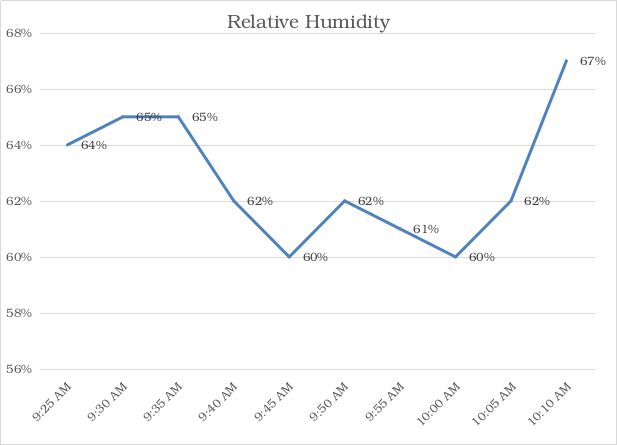 Relative Humidity
68%
66%
64%
62%
60%
58%
56%
64%
65%
65%
62%
60%
62%
61%
60%
62%
67%
9:25 AM
9:30 AM
9:35 AM
9:40 AM
9:45 AM
9:50 AM
9:55 AM
10:00 AM
10:05 AM
10:10 AM